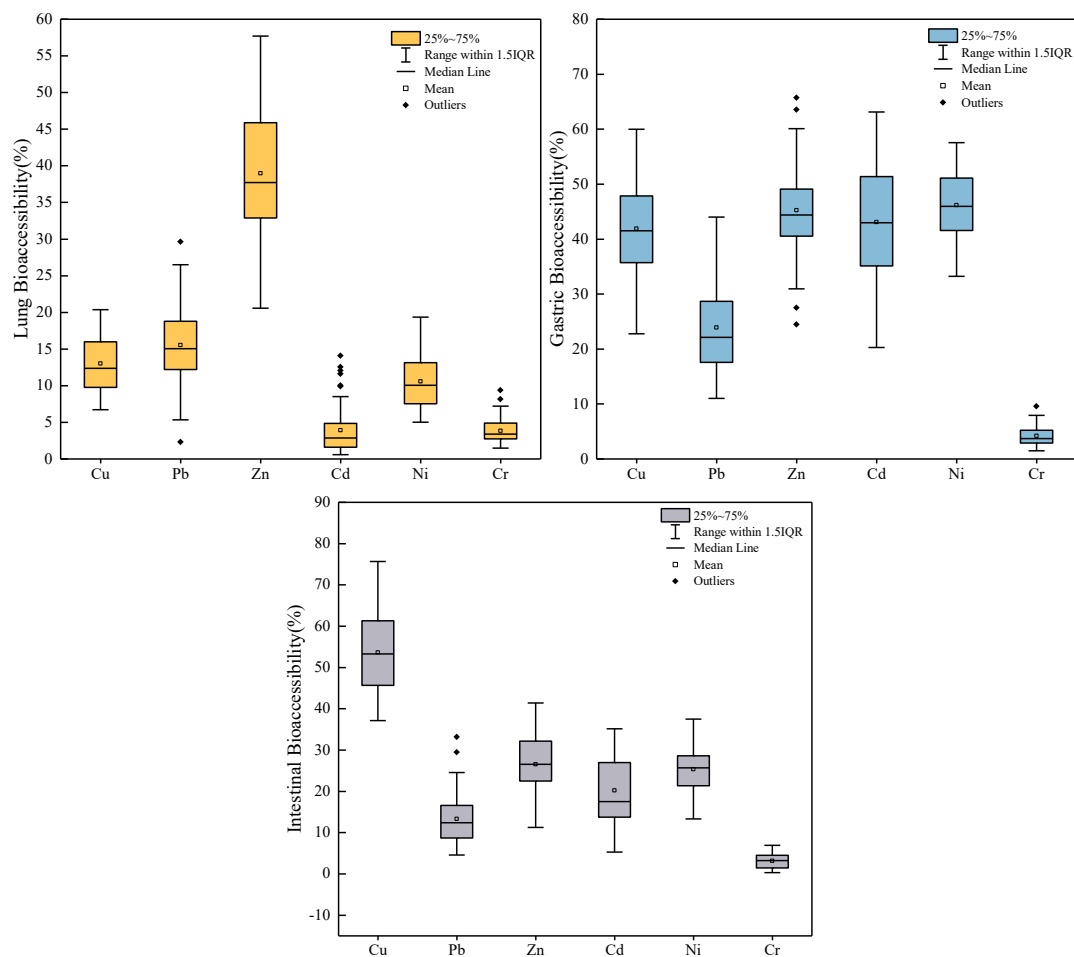 60
55
50
45
40
35
30
25
20
15
10
5
0
Lung Bioaccessibility(%)
25%~75%
Range within 1.5IQR
Median Line
Mean
Outliers
Cu Pb Zn Cd Ni Cr
80
70
60
50
40
30
20
10
0
Gastric Bioaccessibility(%)
25%~75%
Range within 1.5IQR
Median Line
Mean
Outliers
Cu Pb Zn Cd Ni Cr
90
80
70
60
50
40
30
20
10
0
-10
Intestinal Bioaccessibility(%)
25%~75%
Range within 1.5IQR
Median Line
Mean
Outliers
Cu Pb Zn Cd Ni Cr